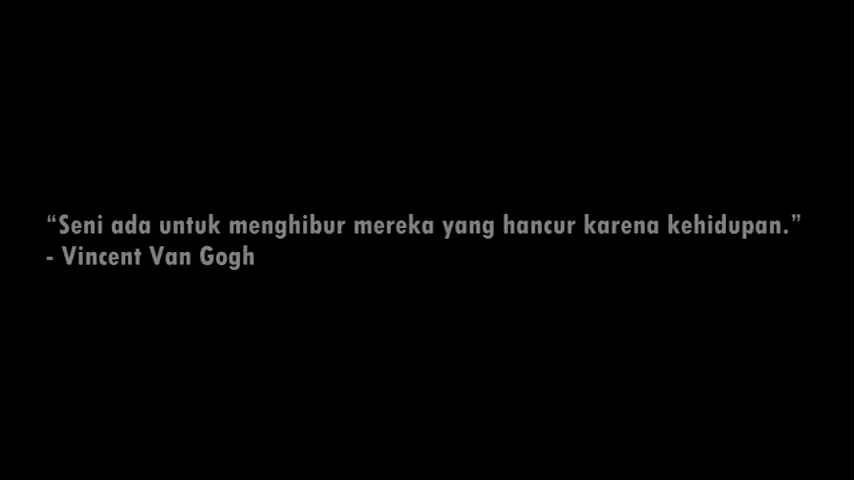 “Seni ada untuk menghibur mereka yang hancur karena kehidupan.”
- Vincent Van Gogh